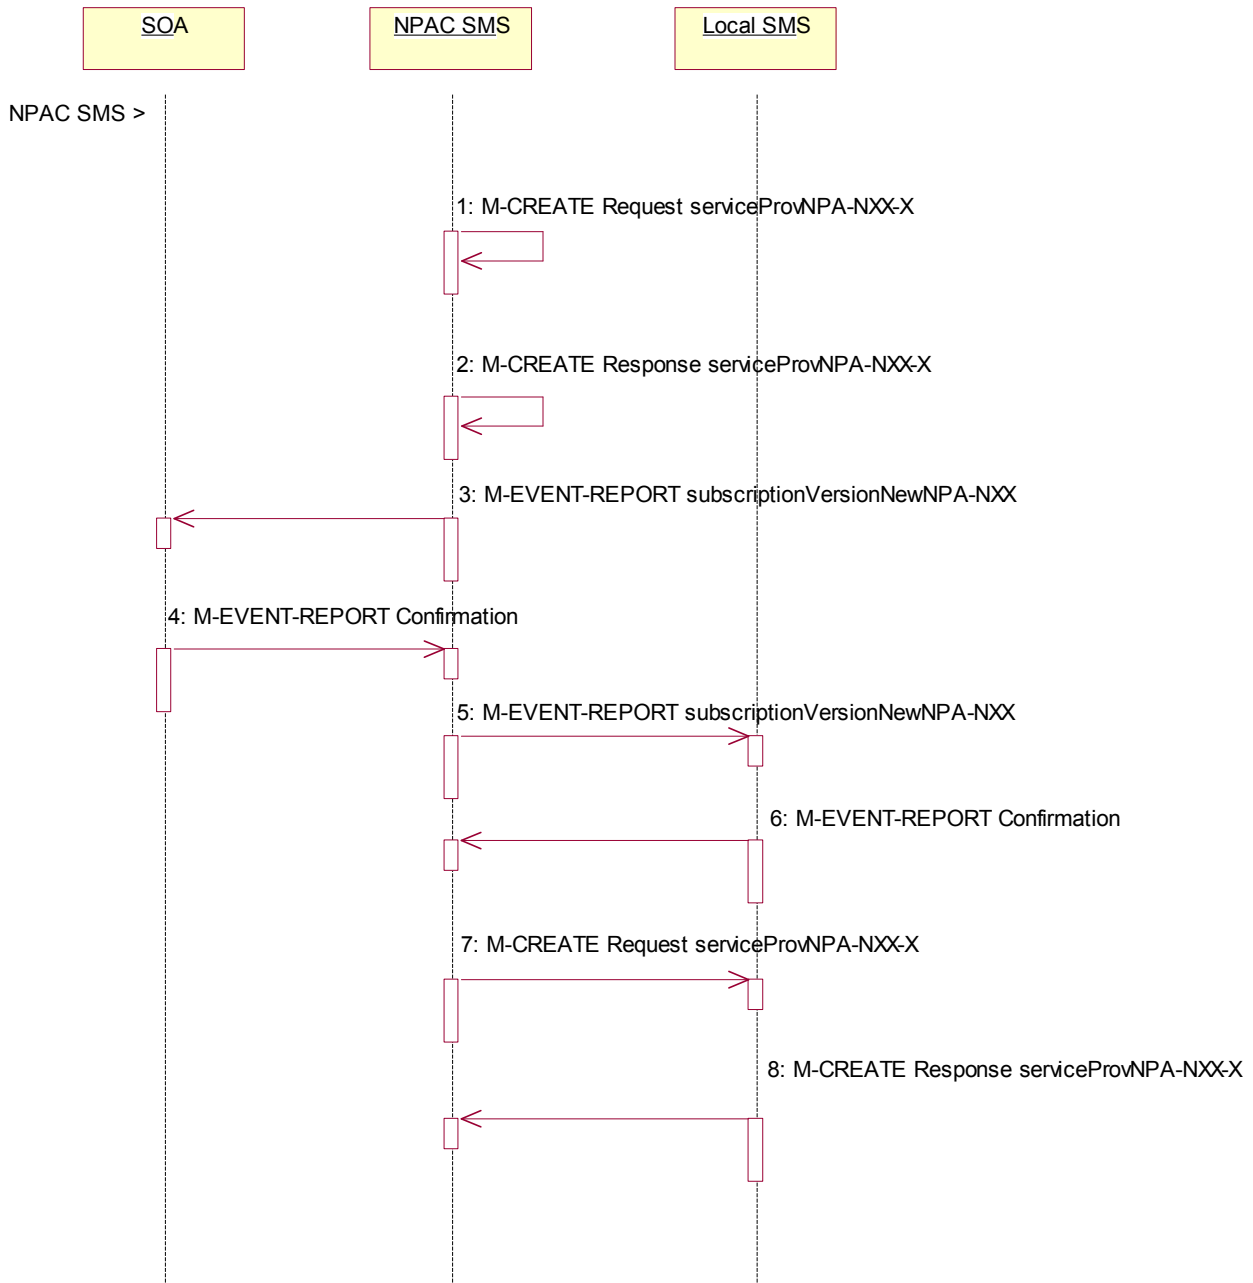 SOA
NPAC SMS
Local SMS
NPAC SMS >
1: M-CREATE Request serviceProvNPA-NXX-X
2: M-CREATE Response serviceProvNPA-NXX-X
3: M-EVENT-REPORT subscriptionVersionNewNPA-NXX
4: M-EVENT-REPORT Confirmation
5: M-EVENT-REPORT subscriptionVersionNewNPA-NXX
6: M-EVENT-REPORT Confirmation
7: M-CREATE Request serviceProvNPA-NXX-X
8: M-CREATE Response serviceProvNPA-NXX-X